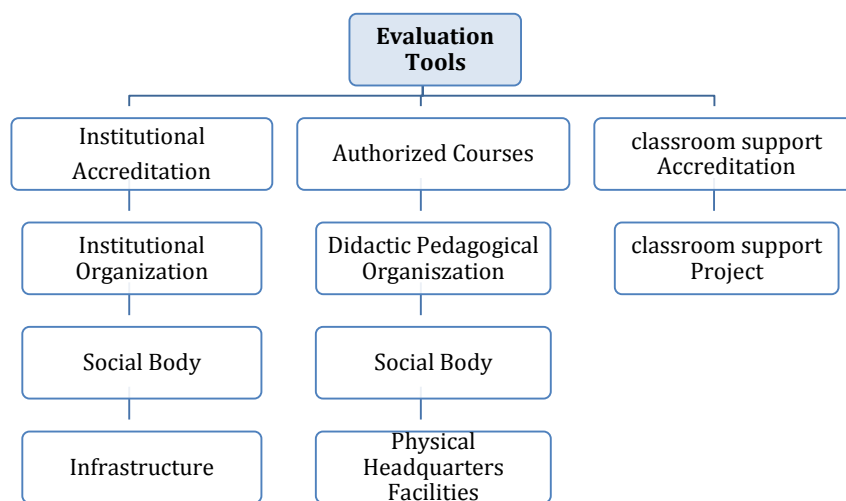 Evaluation
Tools
Institutional
Accreditation
Authorized Courses
classroom support
Accreditation
Institutional
Organization
Didactic Pedagogical
Organiszation
classroom support
Project
Social Body
Social Body
Infrastructure
Physical
Headquarters
Facilities